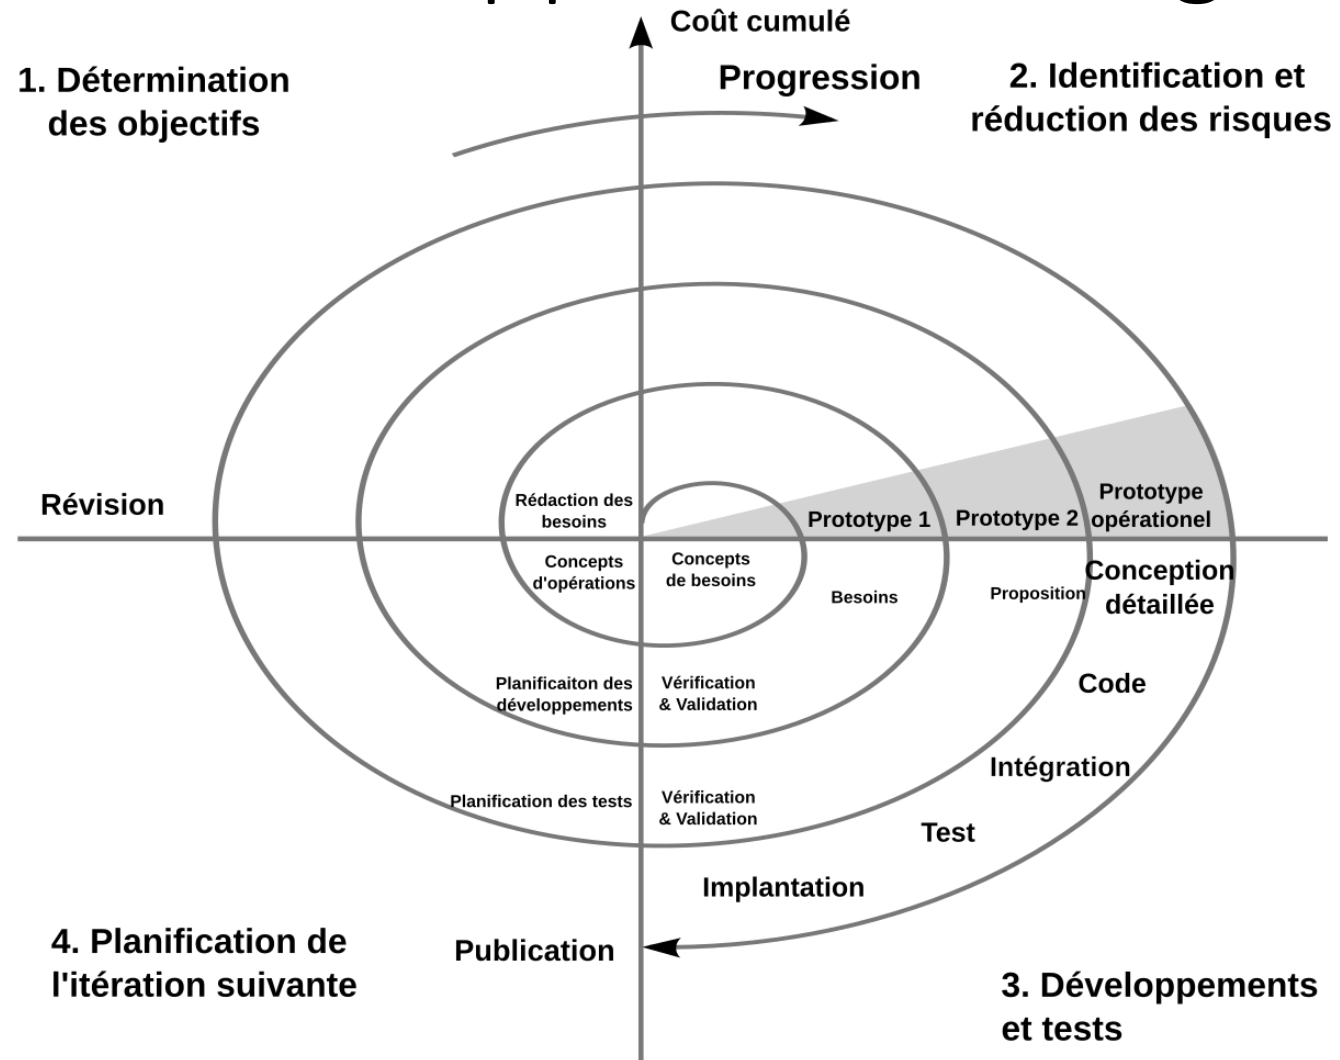 Coût cumulé
Progression
1. Détermination
des objectifs
2. Identification et
réduction des risques
Révision
Rédaction des
besoins
Prototype 1
Prototype 2
Prototype
opérationel
Concepts
d'opérations
Concepts
de besoins
Besoins
Proposition
Conception
détaillée
Planificaiton des
développements
Vérification
& Validation
Code
Intégration
Planification des tests
Vérification
& Validation
Test
Implantation
Publication
4. Planification de
l'itération suivante
3. Développements
et tests